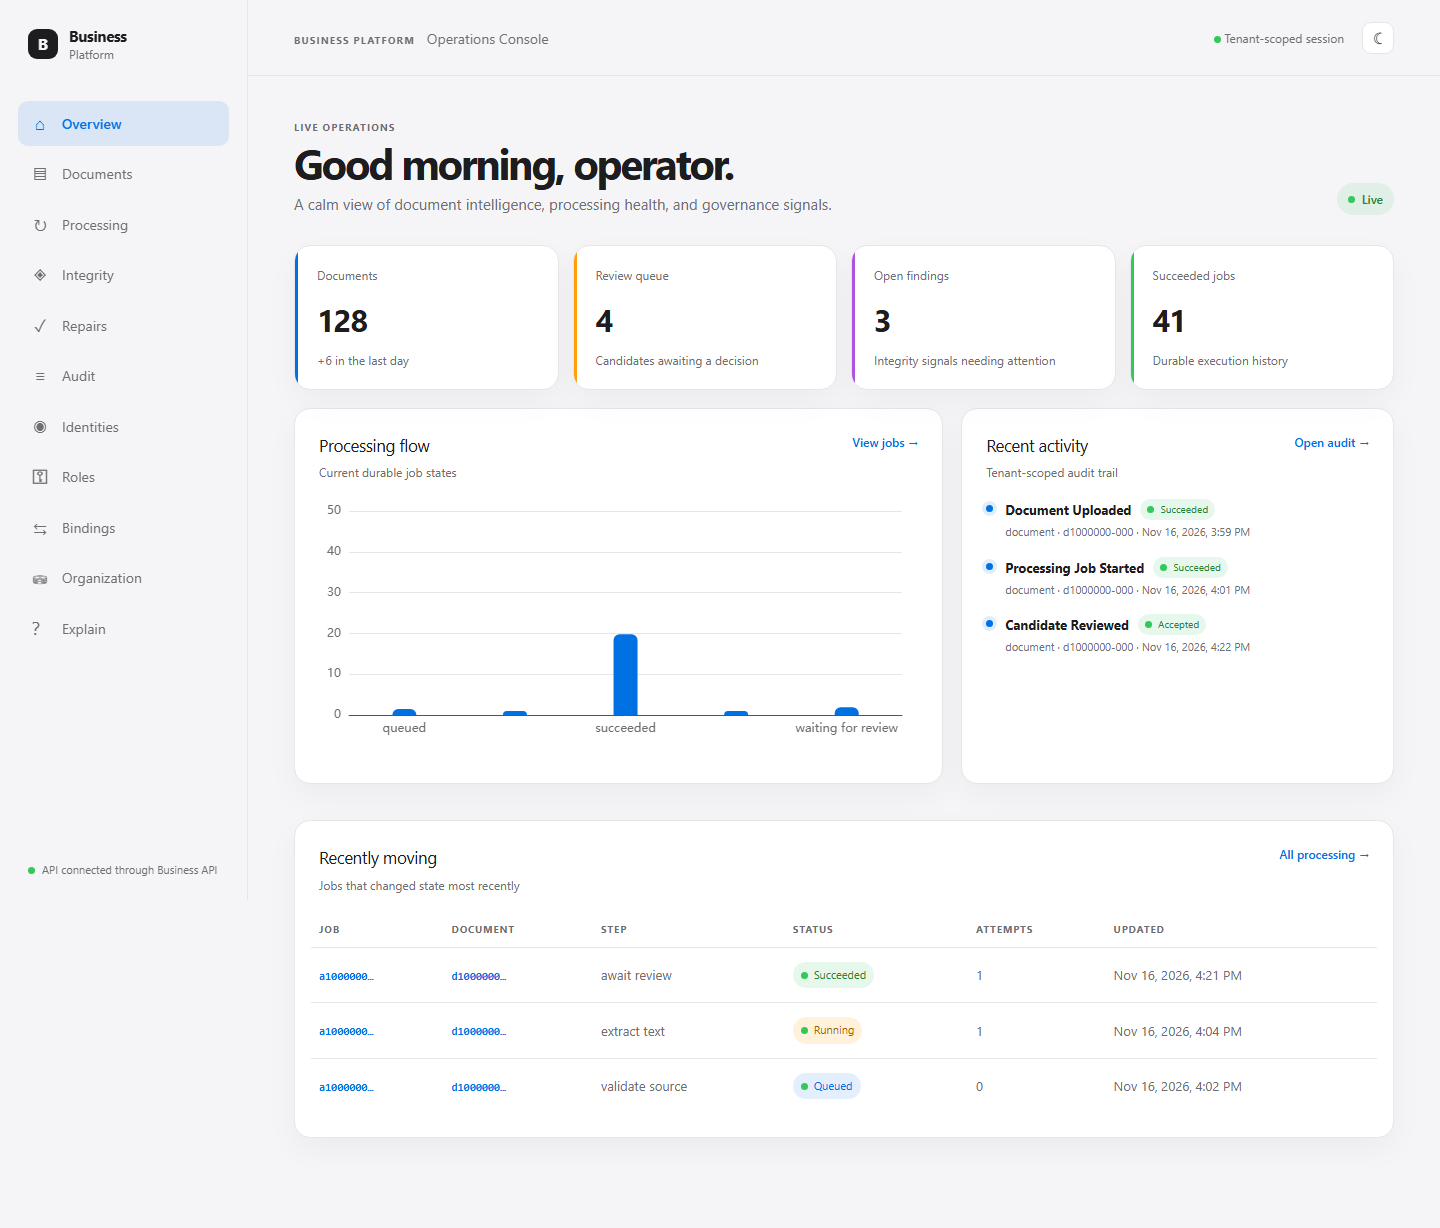 B
Business
Platform
Overview
Documents
Processing
Integrity
Repairs
Audit
Identities
Roles
Bindings
Organization
? Explain
API connected through Business API
BUSINESS PLATFORM Operations Console
Tenant-scoped session
LIVE OPERATIONS
Good morning, operator.
A calm view of document intelligence, processing health, and governance signals.
Live
Documents
128
+6 in the last day
Review queue
4
Candidates awaiting a decision
Open findings
3
Integrity signals needing attention
Succeeded jobs
41
Durable execution history
Processing flow
View jobs →
Current durable job states
50
40
30
20
10
0
queued succeeded waiting for review
Recent activity
Open audit →
Tenant-scoped audit trail
Document Uploaded Succeeded
document · d1000000-000 · Nov 16, 2026, 3:59 PM
Processing Job Started Succeeded
document · d1000000-000 · Nov 16, 2026, 4:01 PM
Candidate Reviewed Accepted
document · d1000000-000 · Nov 16, 2026, 4:22 PM
Recently moving
All processing →
Jobs that changed state most recently
JOB DOCUMENT STEP STATUS ATTEMPTS UPDATED
a1000000… d1000000… await review Succeeded 1 Nov 16, 2026, 4:21 PM
a1000000… d1000000… extract text Running 1 Nov 16, 2026, 4:04 PM
a1000000… d1000000… validate source Queued 0 Nov 16, 2026, 4:02 PM